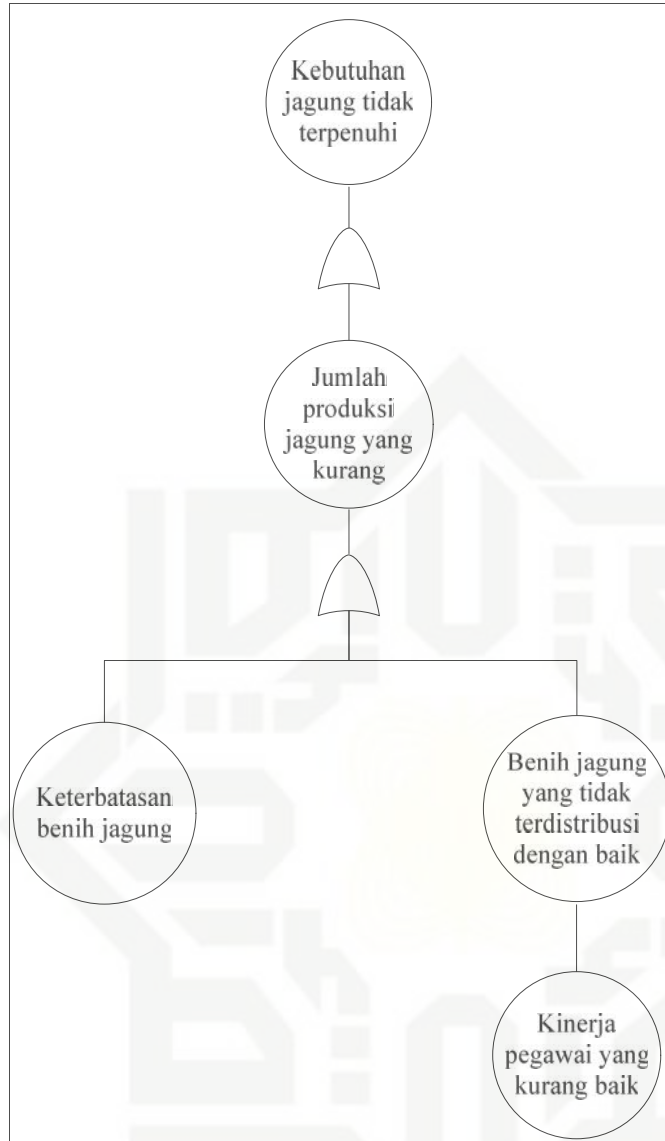 Kebutuhan
jagung tidak
terpenuhi
Jumlah
produksi
jagung yang
kurang
Keterbatasan
benih jagung
Benih jagung
yang tidak
terdistribusi
dengan baik
Kinerja
pegawai yang
kurang baik